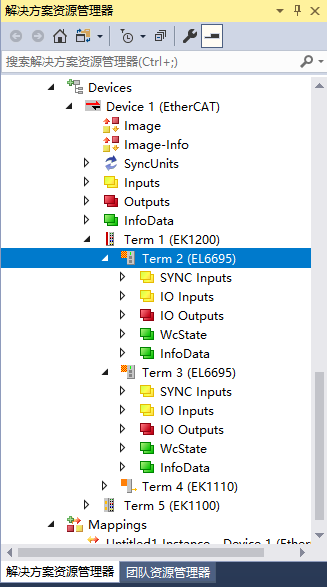 解决方案资源管理器
搜索解决方案资源管理器(Ctrl+;)
Devices
Device 1 (EtherCAT)
Image
Image-Info
SyncUnits
Inputs
Outputs
InfoData
Term 1 (EK1200)
Term 2 (EL6695)
SYNC Inputs
IO Inputs
IO Outputs
WcState
InfoData
Term 3 (EL6695)
SYNC Inputs
IO Inputs
IO Outputs
WcState
InfoData
Term 4 (EK1110)
Term 5 (EK1100)
Mappings
Untitled1 Instance - Device 1 (Ether
解决方案资源管理器 团队资源管理器